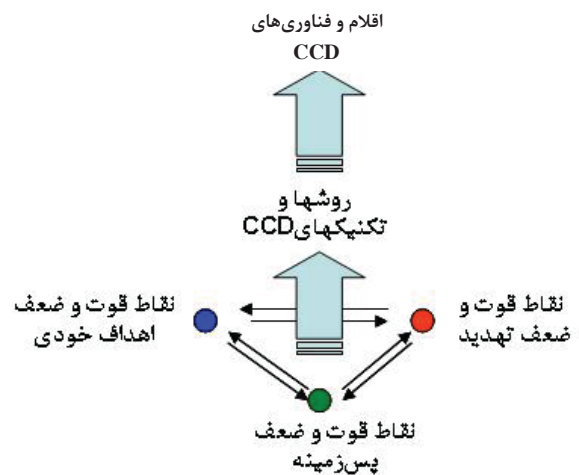 اقلام و فناوری‌های
CCD
روشها و
تکنیکهایCCD
نقاط قوت و
ضعف تهدید
نقاط قوت و ضعف
اهداف خودی
نقاط قوت و ضعف
پس‌زمینه